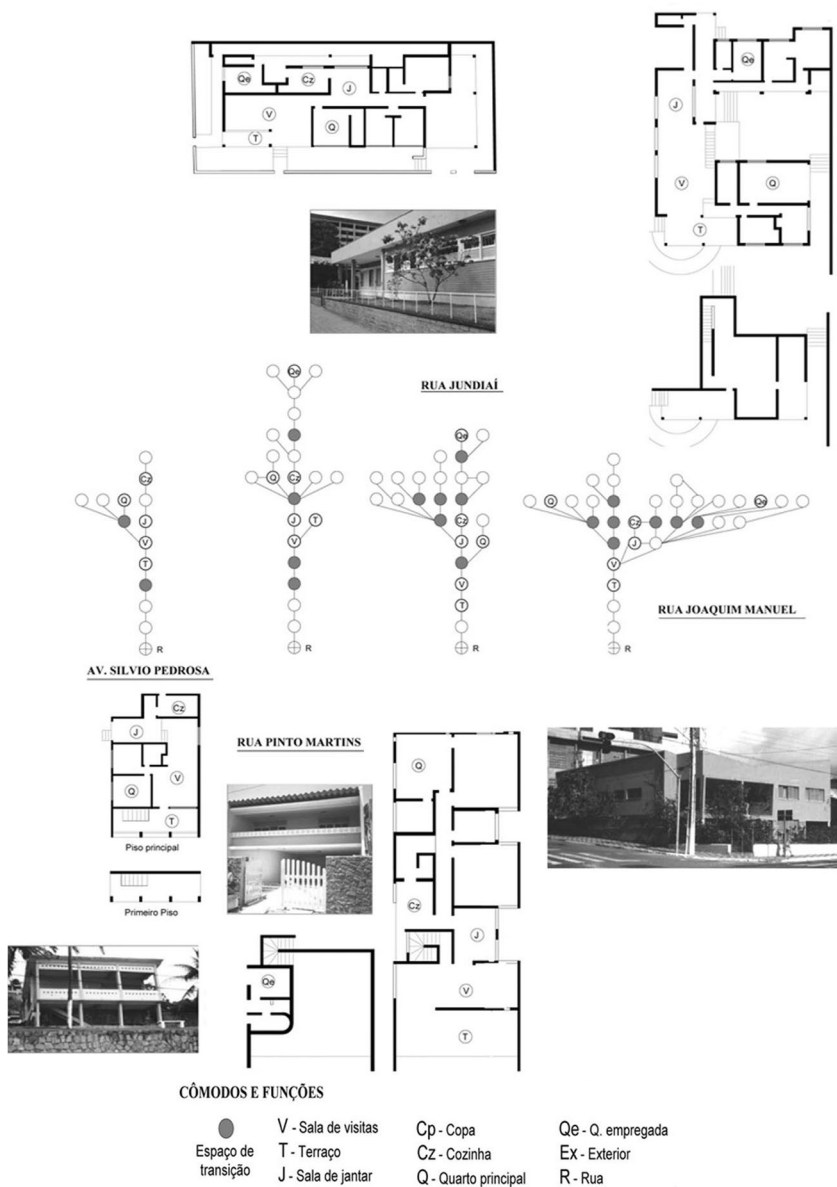 Qe
Cz
J
V
Q
T
Qe
J
V
Q
T
RUA JUNDIAÍ
Qe
Qe
Cz
Q
Cz
Q
Qe
Q
J
J
T
Cz
Cz
V
V
J
Q
J
T
V
V
T
T
R
R
R
R
RUA JOAQUIM MANUEL
AV. SILVIO PEDROSA
Cz
J
V
Q
T
Piso principal
Primeiro Piso
RUA PINTO MARTINS
Q
Cz
J
V
T
Qe
CÔMODOS E FUNÇÕES
Espaço de
transição
V - Sala de visitas
T - Terraço
J - Sala de jantar
Cp - Copa
Cz - Cozinha
Q - Quarto principal
Qe - Q. empregada
Ex - Exterior
R - Rua